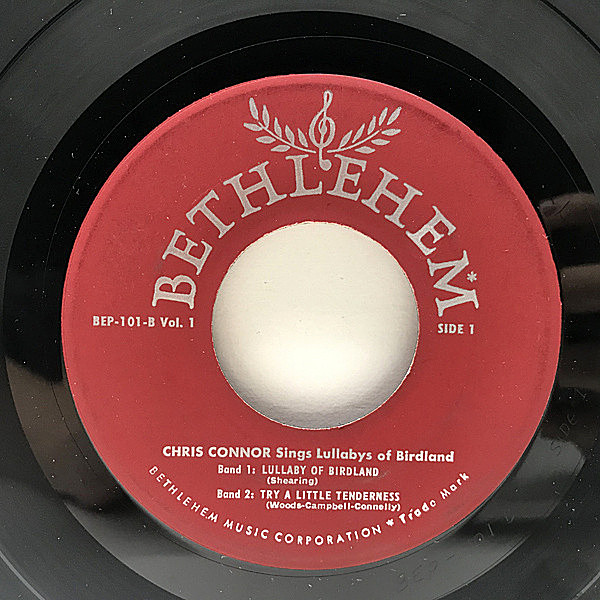 BETHLEHEM*
BEP-101-B Vol. 1
SIDE 1
CHRIS CONNOR Sings Lullabys of Birdland
Band 1: LULLABY OF BIRDLAND
(Shearing)
Band 2: TRY A LITTLE TENDERNESS
(Woods-Campbell-Connelly)
BETHLEHEM MUSIC CORPORATION * Trade Mark